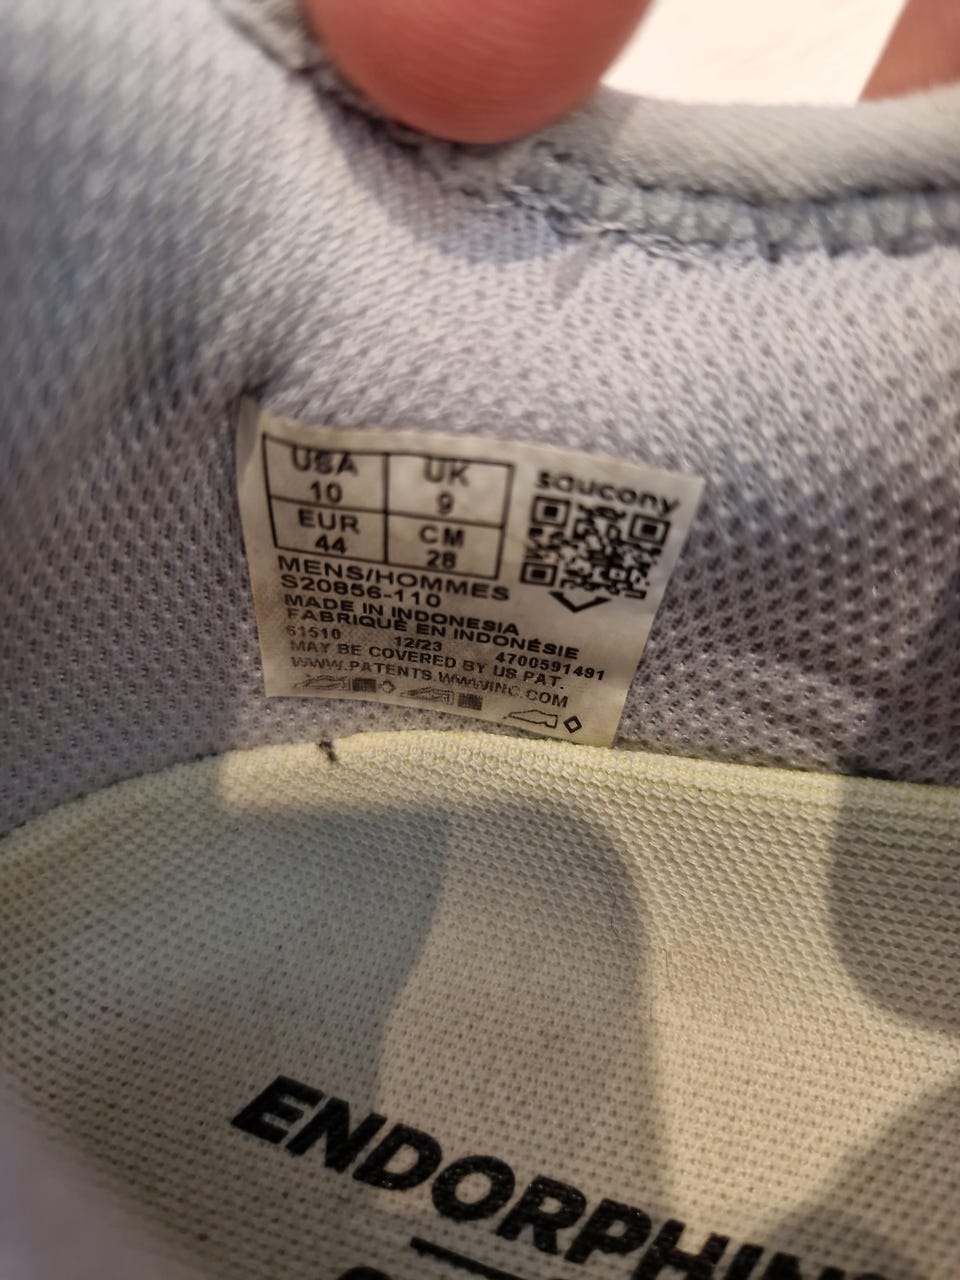 USA UK
10 9
EUR CM
44 28
saucony
MENS/HOMMES
S20856-110
MADE IN INDONESIA
FABRIQUÉ EN INDONÉSIE
61510 12/23 4700591491
MAY BE COVERED BY US PAT.
WWW.PATENTS.WWWINC.COM
ENDORPHIN